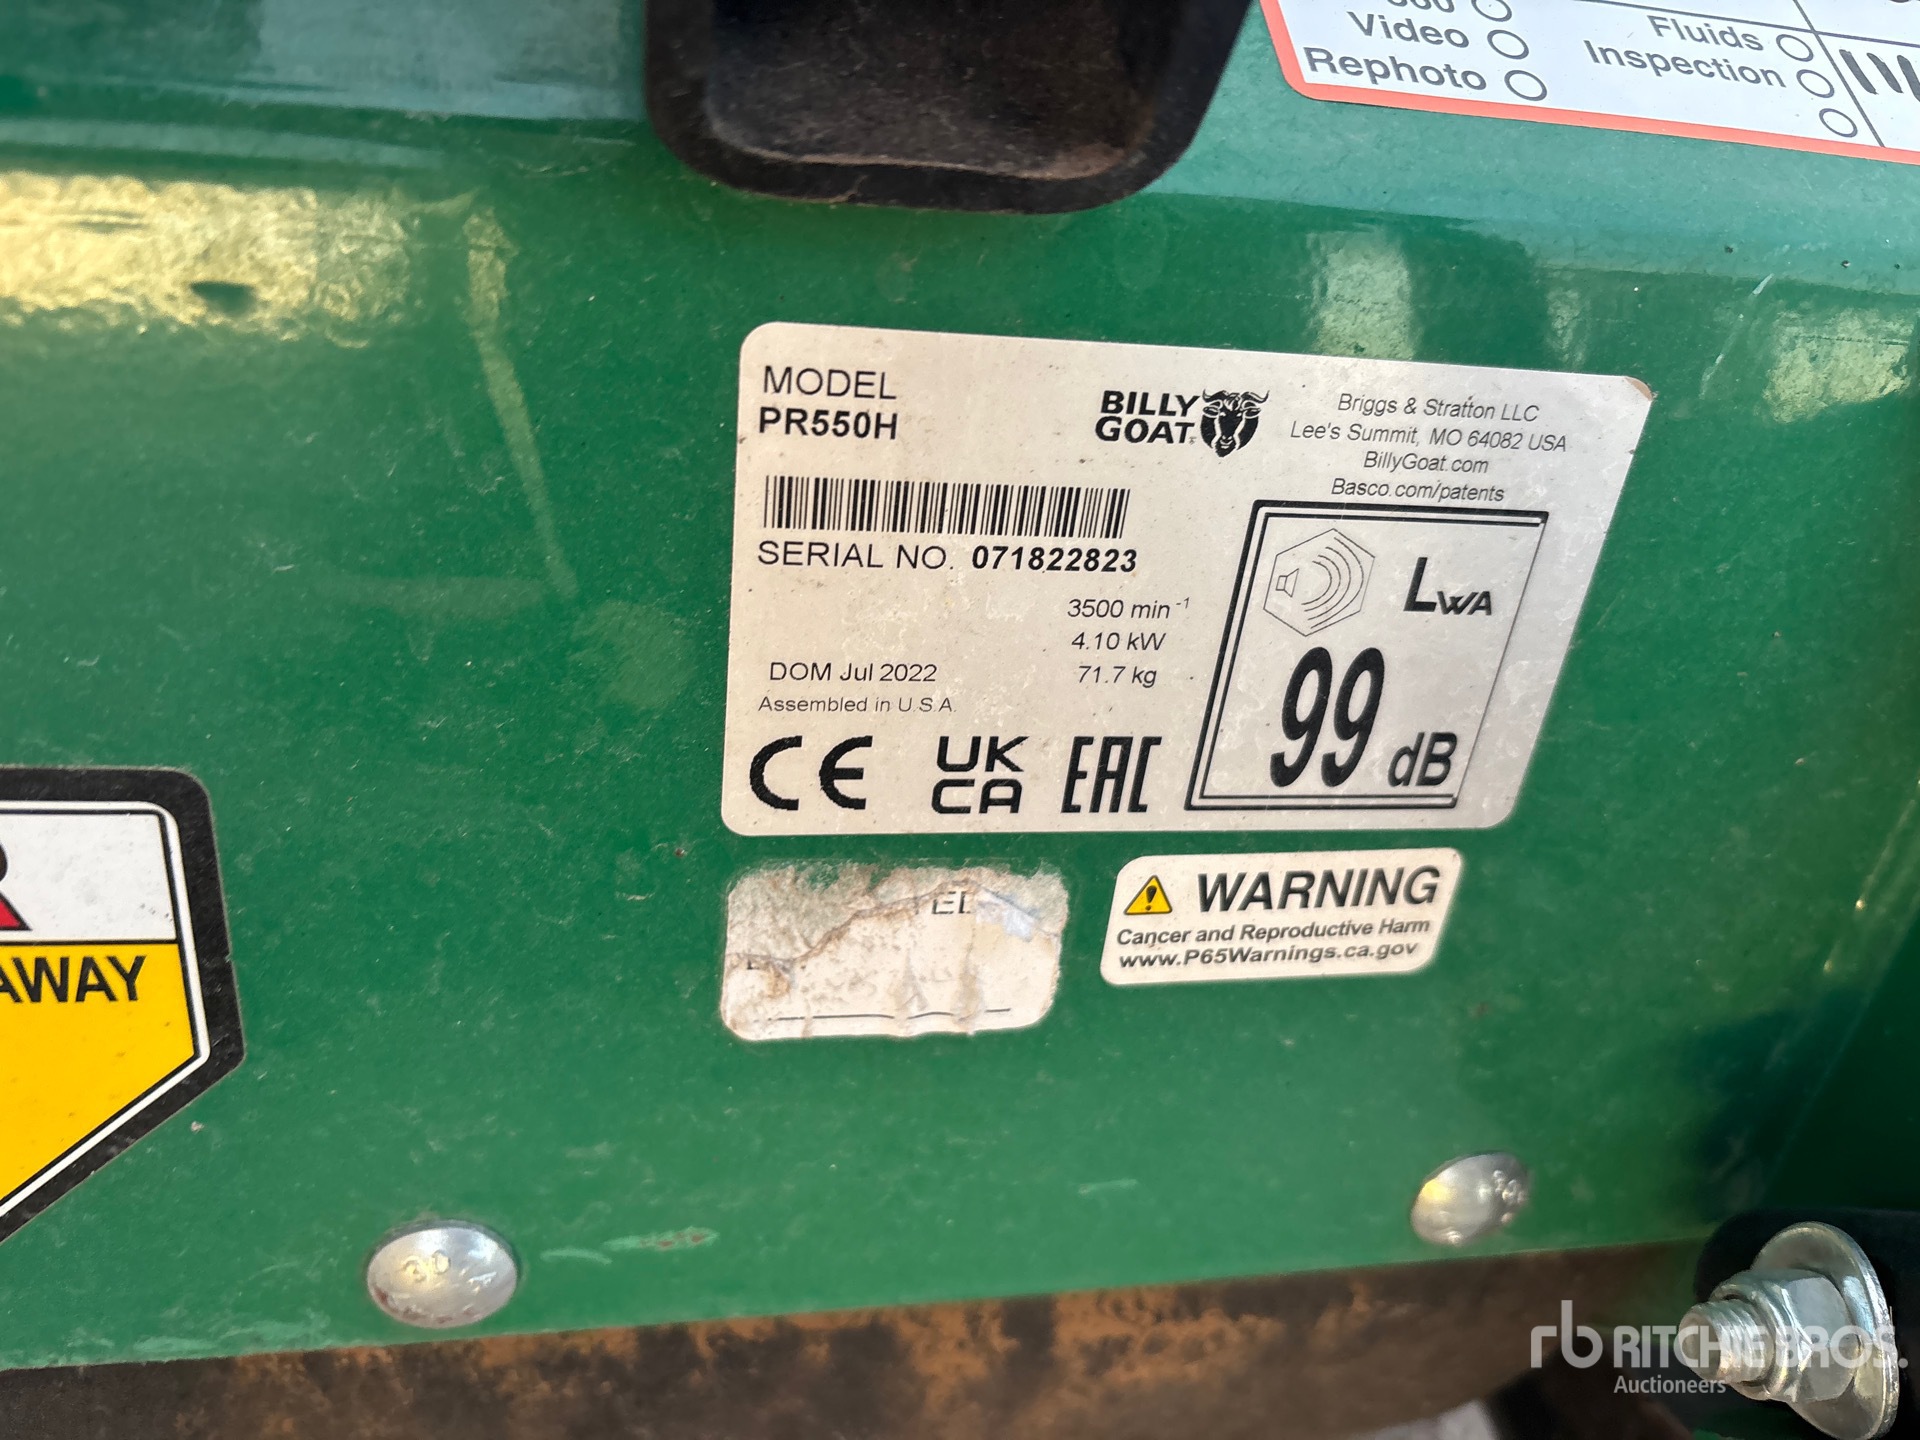 Video
Rephoto
Fluids
Inspection
MODEL
PR550H
BILLY
GOAT
Briggs & Stratton LLC
Lee's Summit, MO 64082 USA
BillyGoat.com
Basco.com/patents
SERIAL NO. 071822823
3500 min⁻¹
4.10 kW
71.7 kg
DOM Jul 2022
Assembled in U.S.A.
CE
UK
CA
EAC
LWA
99 dB
AWAY
WARNING
Cancer and Reproductive Harm
www.P65Warnings.ca.gov
rb RITCHIE BROS.
Auctioneers